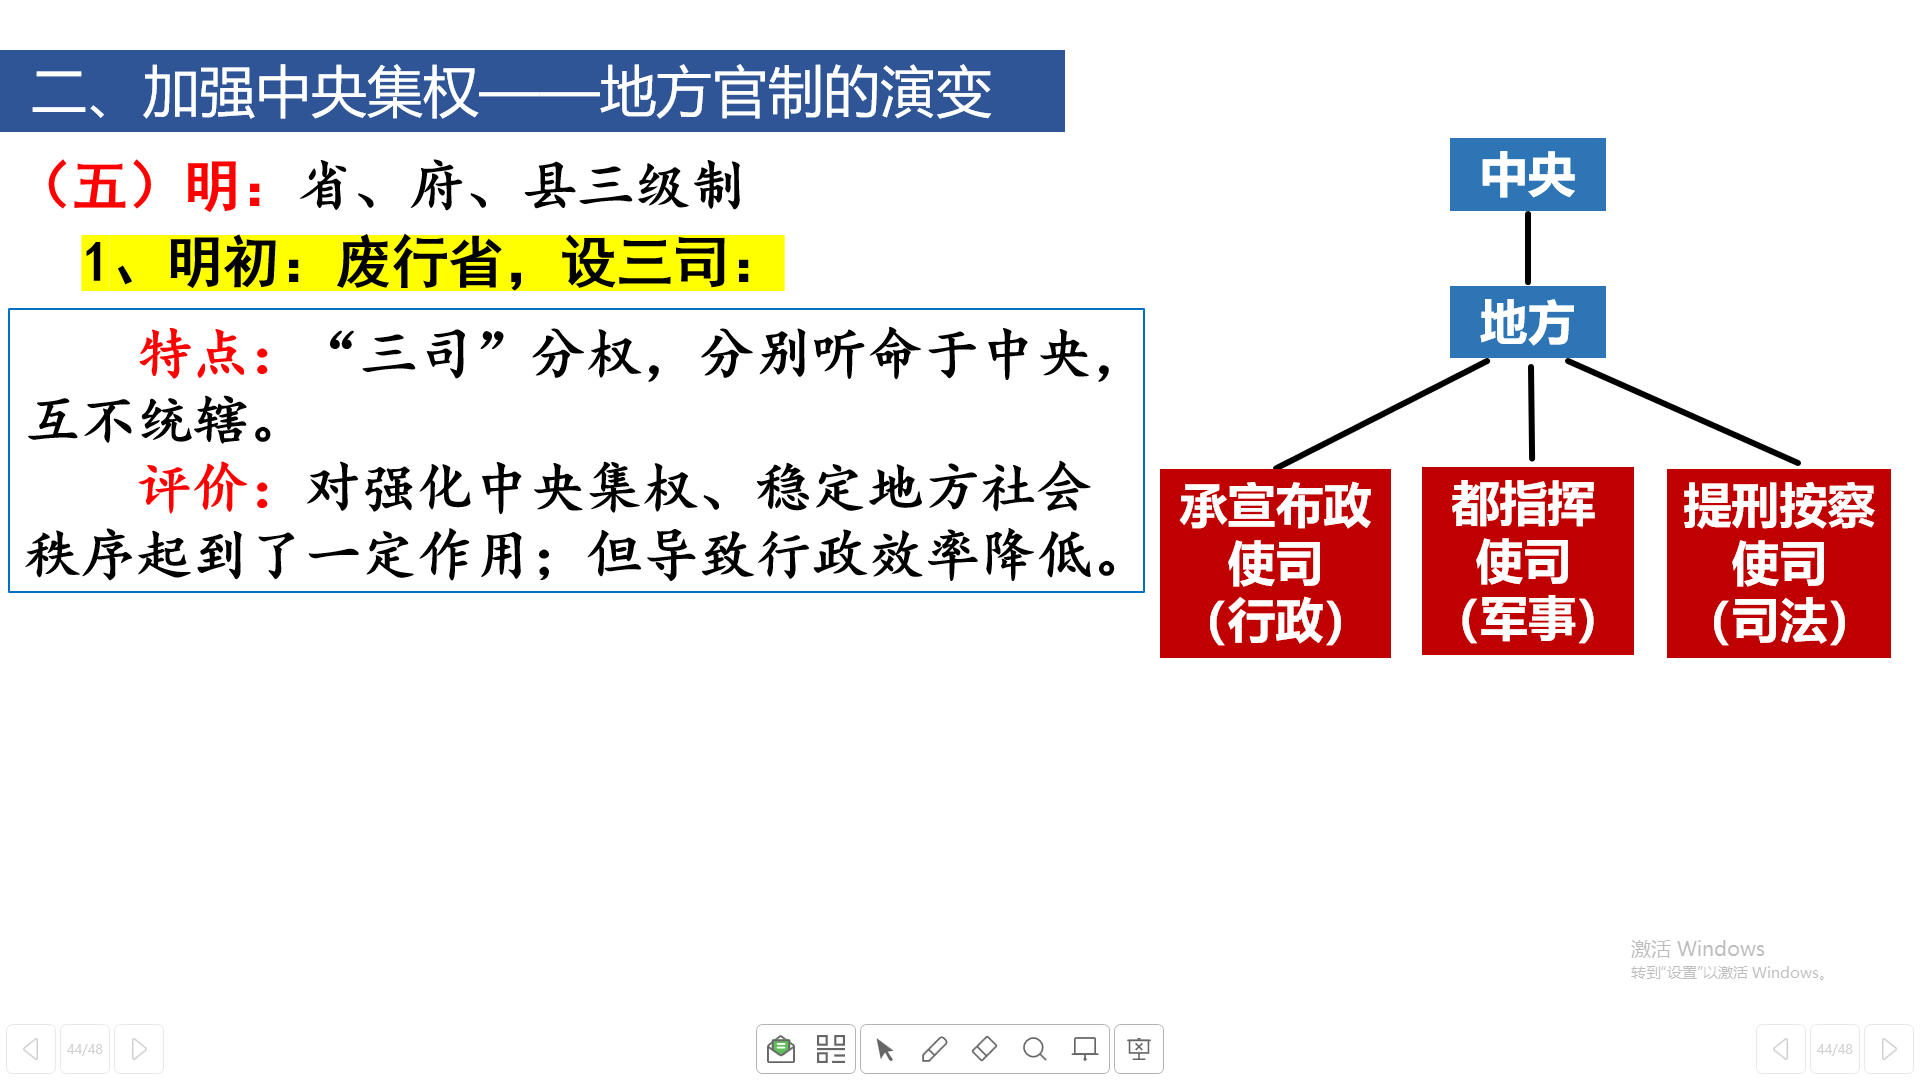 二、加强中央集权——地方官制的演变
（五）明：省、府、县三级制
1、明初：废行省，设三司：
特点：“三司”分权，分别听命于中央，
互不统辖。
评价：对强化中央集权、稳定地方社会
秩序起到了一定作用；但导致行政效率降低。
中央
地方
承宣布政
使司
（行政）
都指挥
使司
（军事）
提刑按察
使司
（司法）
激活 Windows
转到“设置”以激活 Windows。
44/48
44/48